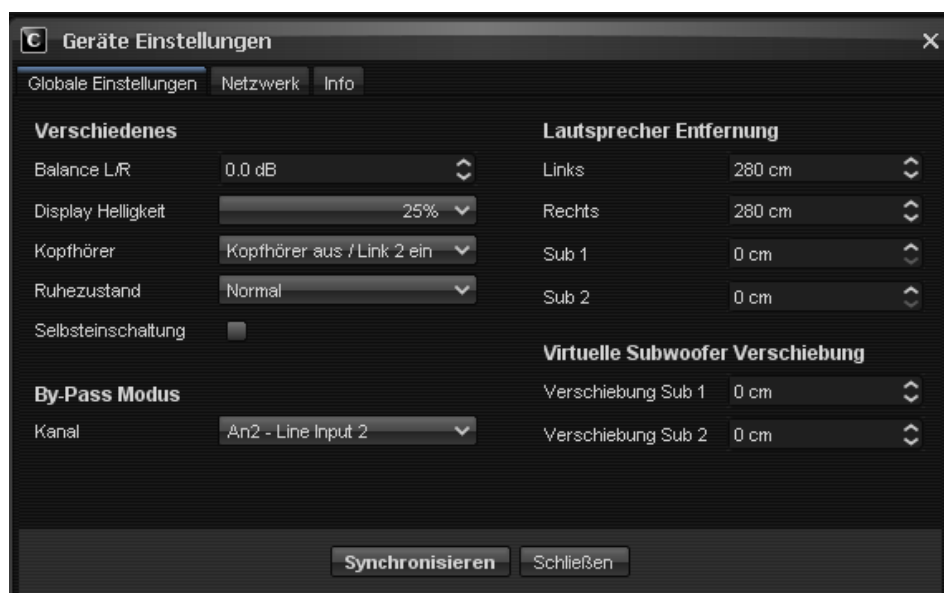 C Geräte Einstellungen
Globale Einstellungen Netzwerk Info
Verschiedenes
Balance L/R 0.0 dB
Display Helligkeit 25%
Kopfhörer Kopfhörer aus / Link 2 ein
Ruhezustand Normal
Selbsteinschaltung
By-Pass Modus
Kanal An2 - Line Input 2
Lautsprecher Entfernung
Links 280 cm
Rechts 280 cm
Sub 1 0 cm
Sub 2 0 cm
Virtuelle Subwoofer Verschiebung
Verschiebung Sub 1 0 cm
Verschiebung Sub 2 0 cm
Synchronisieren Schließen